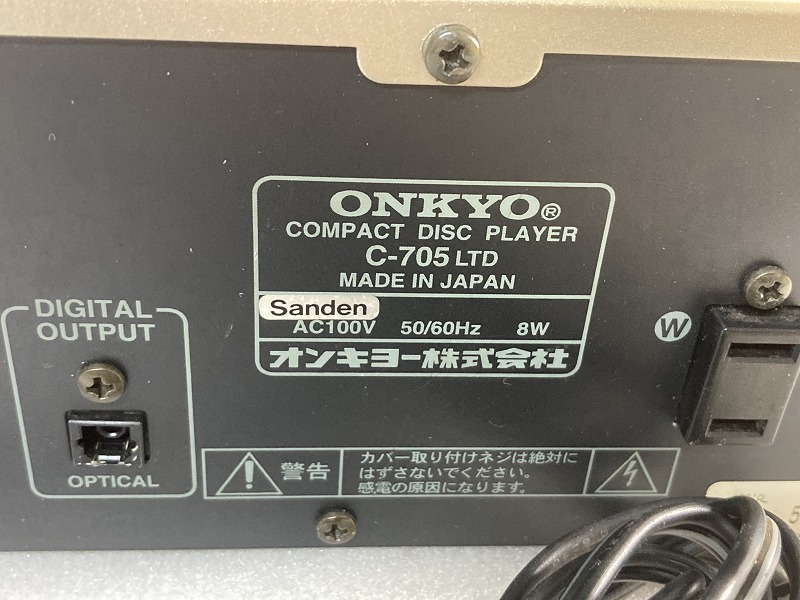 ONKYO®
COMPACT DISC PLAYER
C-705 LTD
MADE IN JAPAN
Sanden
AC100V 50/60Hz 8W
オンキヨー株式会社
DIGITAL
OUTPUT
OPTICAL
W
警告
カバー取り付けネジは絶対に
はずさないでください。
感電の原因になります。
5